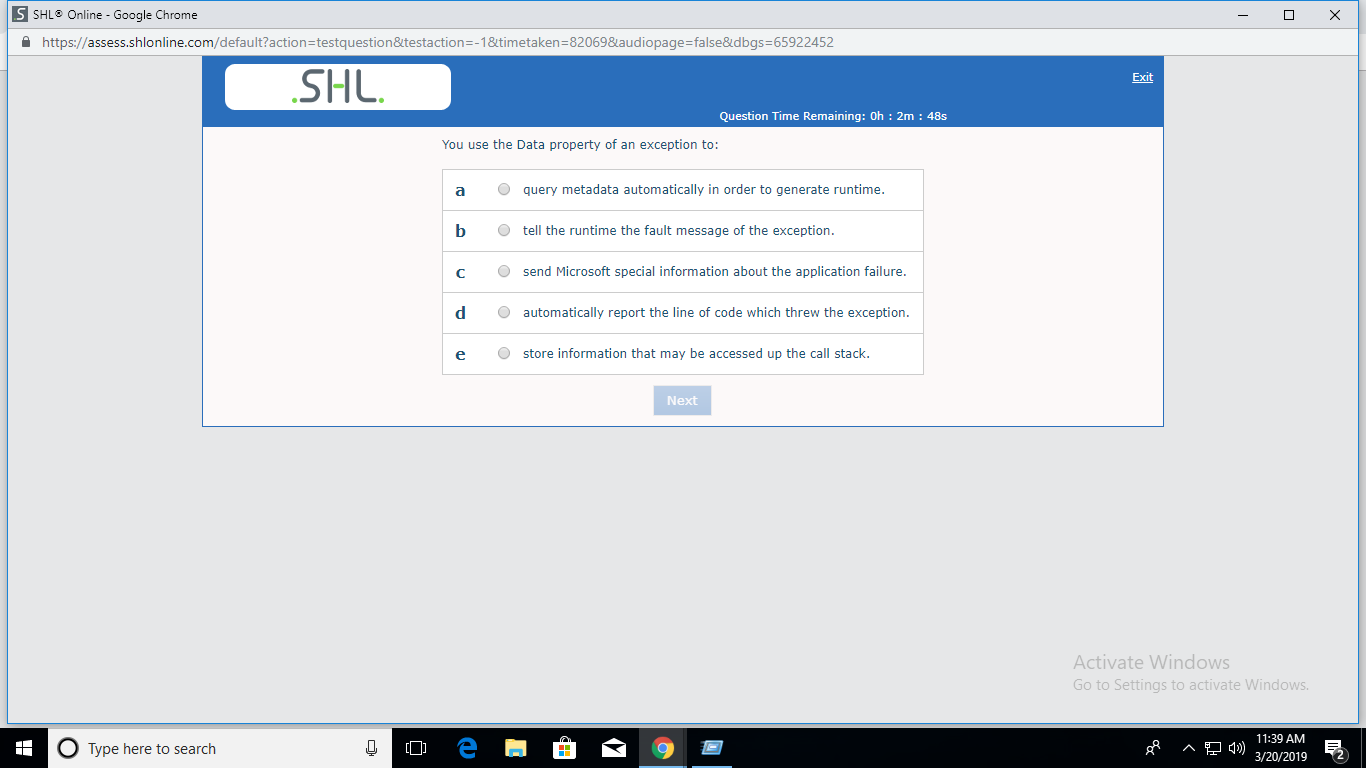 SHL® Online - Google Chrome
https://assess.shlonline.com/default?action=testquestion&testaction=-1&timetaken=82069&audiopage=false&dbgs=65922452
.SHL.
Exit
Question Time Remaining: 0h : 2m : 48s
You use the Data property of an exception to:
a query metadata automatically in order to generate runtime.
b tell the runtime the fault message of the exception.
c send Microsoft special information about the application failure.
d automatically report the line of code which threw the exception.
e store information that may be accessed up the call stack.
Next
Activate Windows
Go to Settings to activate Windows.
Type here to search
11:39 AM
3/20/2019
2